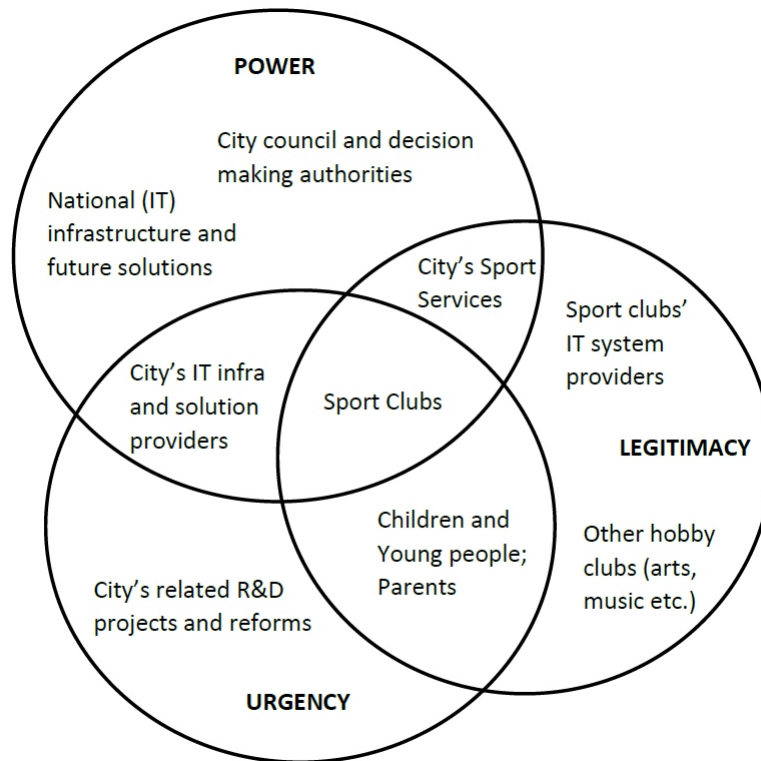 POWER
City council and decision
making authorities
National (IT)
infrastructure and
future solutions
City’s Sport
Services
Sport clubs’
IT system
providers
City’s IT infra
and solution
providers
Sport Clubs
LEGITIMACY
Children and
Young people;
Parents
Other hobby
clubs (arts,
music etc.)
City’s related R&D
projects and reforms
URGENCY